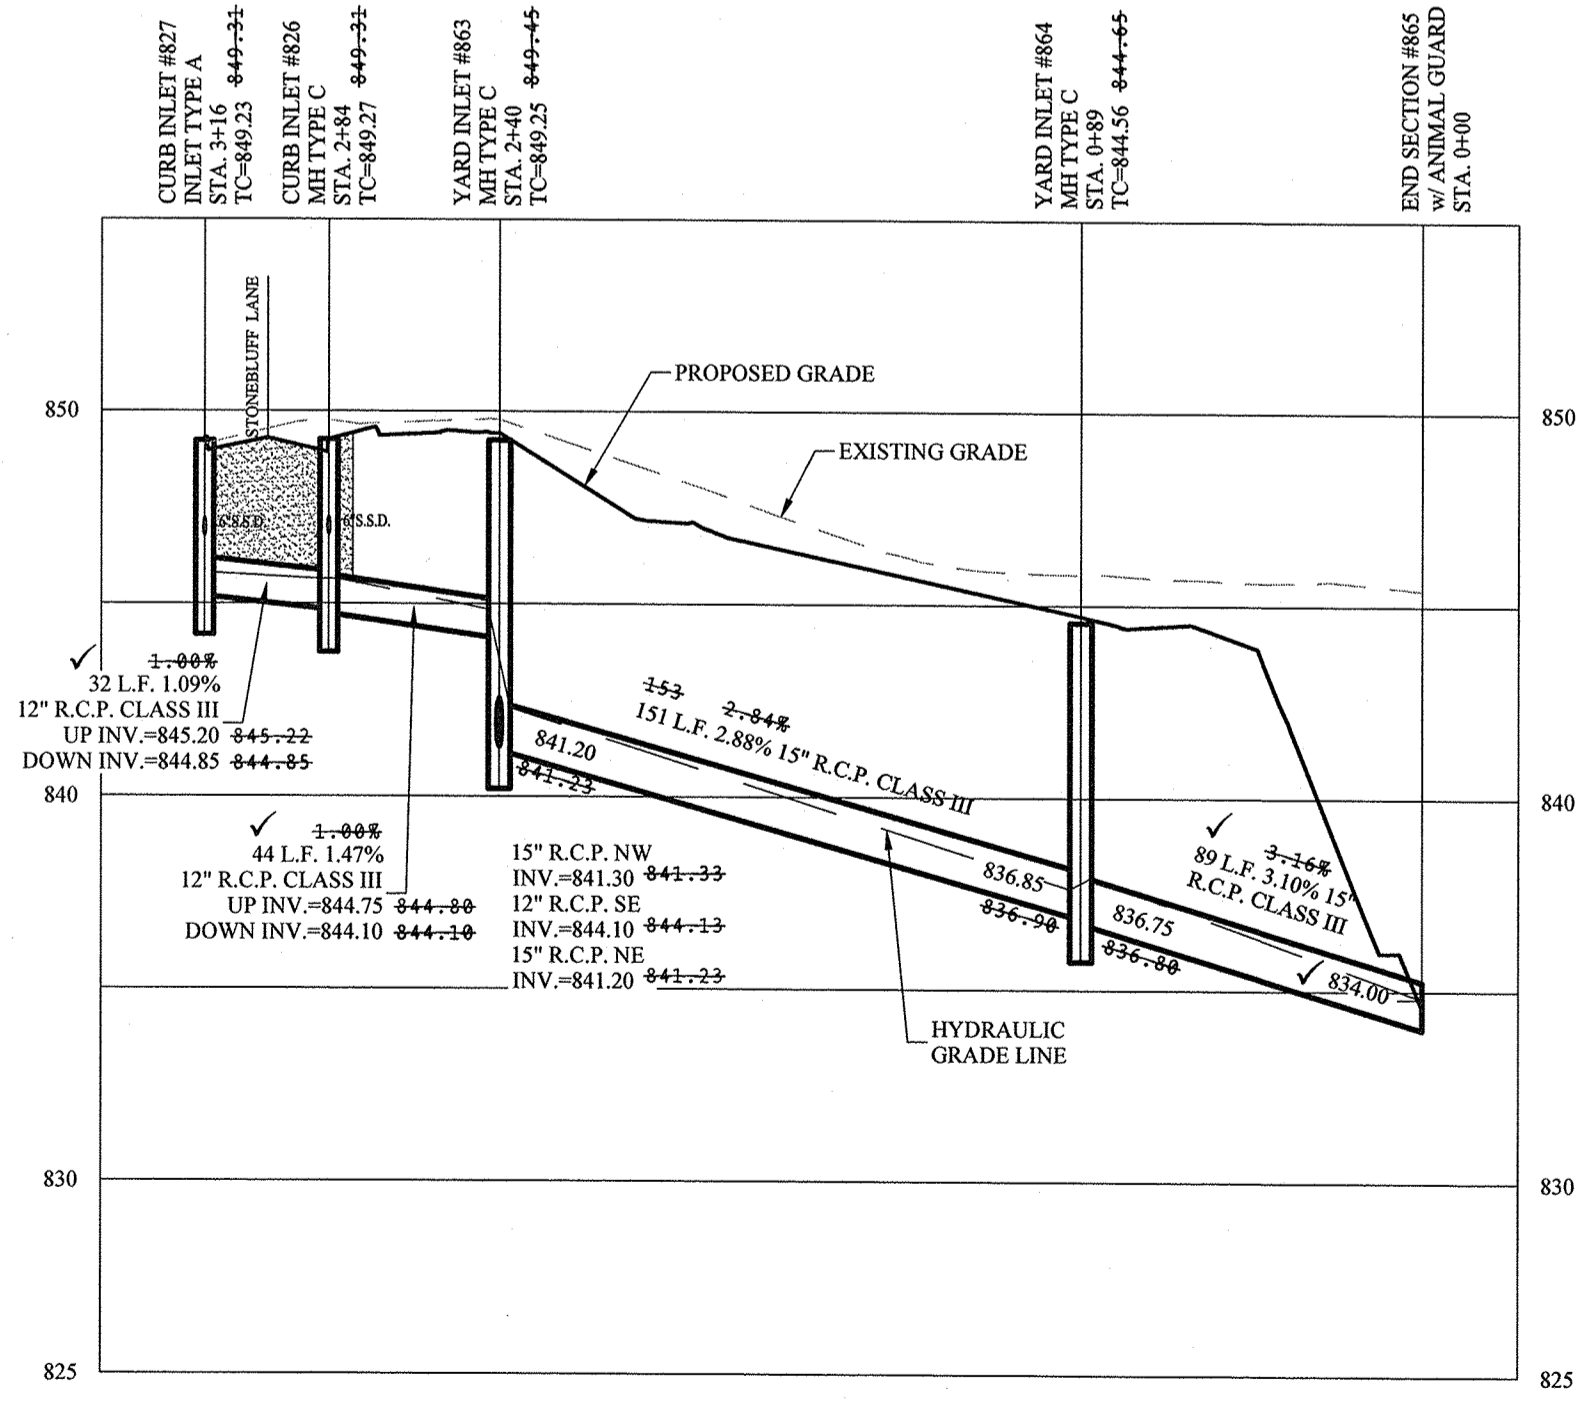 CURB INLET #827
INLET TYPE A
STA. 3+16
TC=849.23 849.31
CURB INLET #826
MH TYPE C
STA. 2+84
TC=849.27 849.31
YARD INLET #863
MH TYPE C
STA. 2+40
TC=849.25 849.45
YARD INLET #864
MH TYPE C
STA. 0+89
TC=844.56 844.65
END SECTION #865
w/ ANIMAL GUARD
STA. 0+00
STONEBLUFF LANE
PROPOSED GRADE
850
850
EXISTING GRADE
6"S.S.D.
6"S.S.D.
✓ 1.00%
32 L.F. 1.09%
12" R.C.P. CLASS III
UP INV.=845.20 845.22
DOWN INV.=844.85 844.85
153 2.84%
151 L.F. 2.88% 15" R.C.P. CLASS III
841.20
841.23
840
840
✓ 1.00%
44 L.F. 1.47%
12" R.C.P. CLASS III
UP INV.=844.75 844.80
DOWN INV.=844.10 844.10
15" R.C.P. NW
INV.=841.30 841.33
12" R.C.P. SE
INV.=844.10 844.13
15" R.C.P. NE
INV.=841.20 841.23
836.85
836.90
✓ 3.16%
89 L.F. 3.10% 15"
R.C.P. CLASS III
836.75
836.80
✓ 834.00
HYDRAULIC
GRADE LINE
830
830
825
825